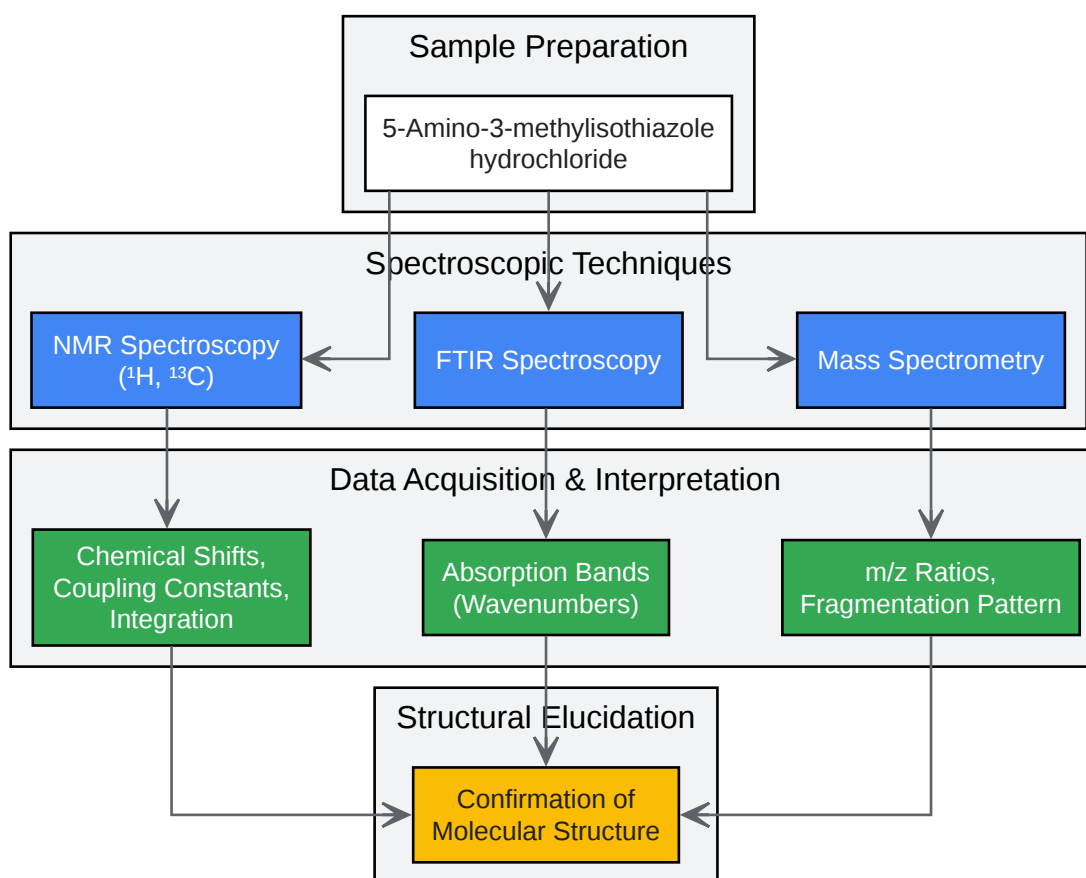 Sample Preparation
5-Amino-3-methylisothiazole
hydrochloride
Spectroscopic Techniques
NMR Spectroscopy
(¹H, ¹³C)
FTIR Spectroscopy
Mass Spectrometry
Data Acquisition & Interpretation
Chemical Shifts,
Coupling Constants,
Integration
Absorption Bands
(Wavenumbers)
m/z Ratios,
Fragmentation Pattern
Structural Elucidation
Confirmation of
Molecular Structure